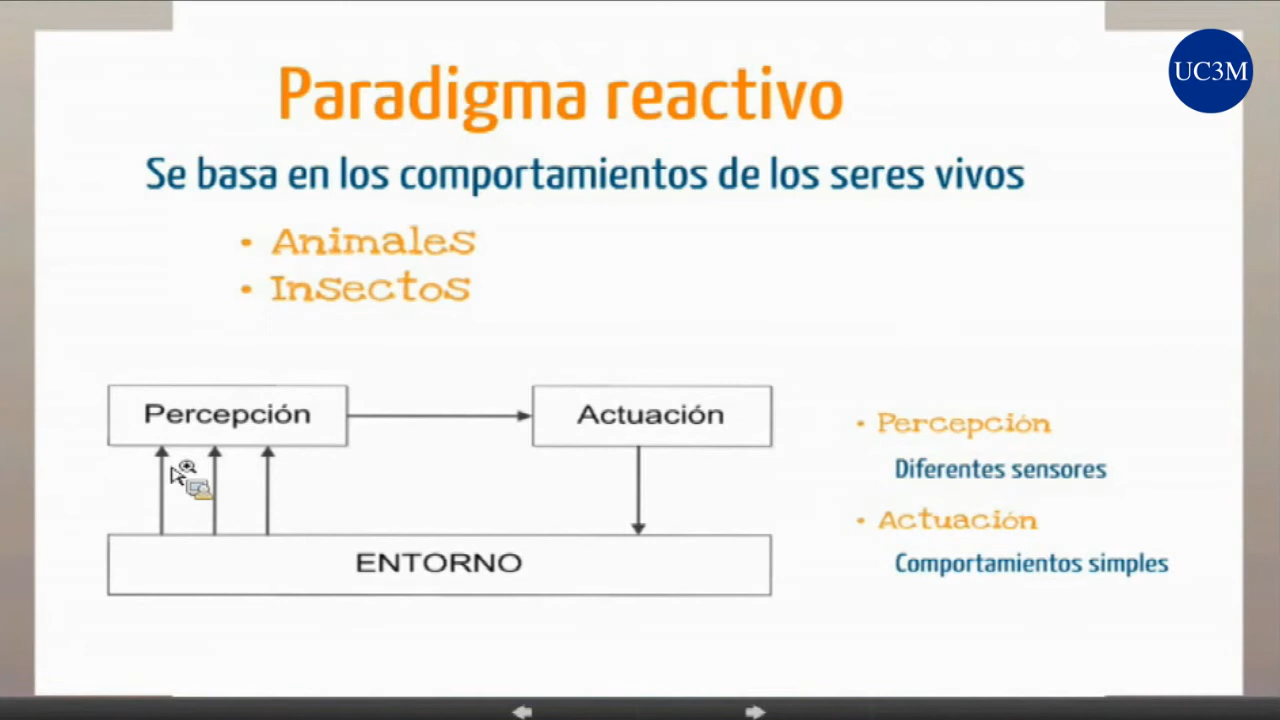 UC3M
Paradigma reactivo
Se basa en los comportamientos de los seres vivos
• Animales
• Insectos
Percepción
Actuación
ENTORNO
• Percepción
Diferentes sensores
• Actuación
Comportamientos simples